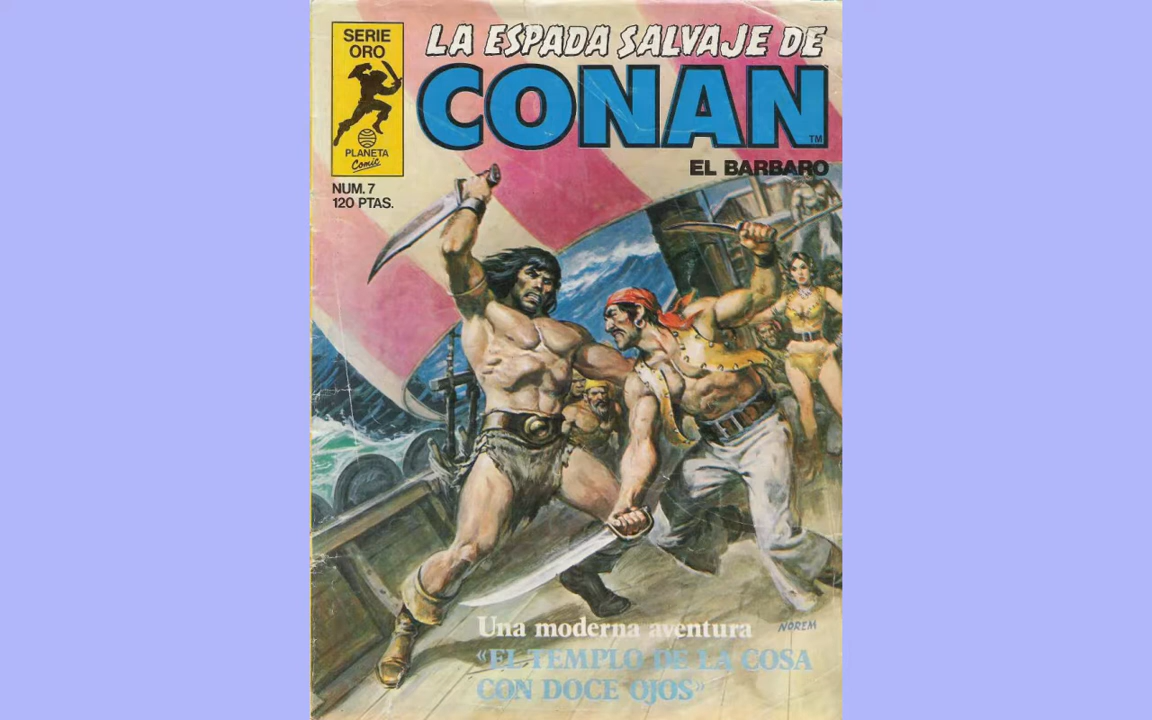 SERIE
ORO
PLANETA
Comic
NUM. 7
120 PTAS.
LA ESPADA SALVAJE DE
CONAN
TM
EL BARBARO
NOREM
Una moderna aventura
«EL TEMPLO DE LA COSA
CON DOCE OJOS»